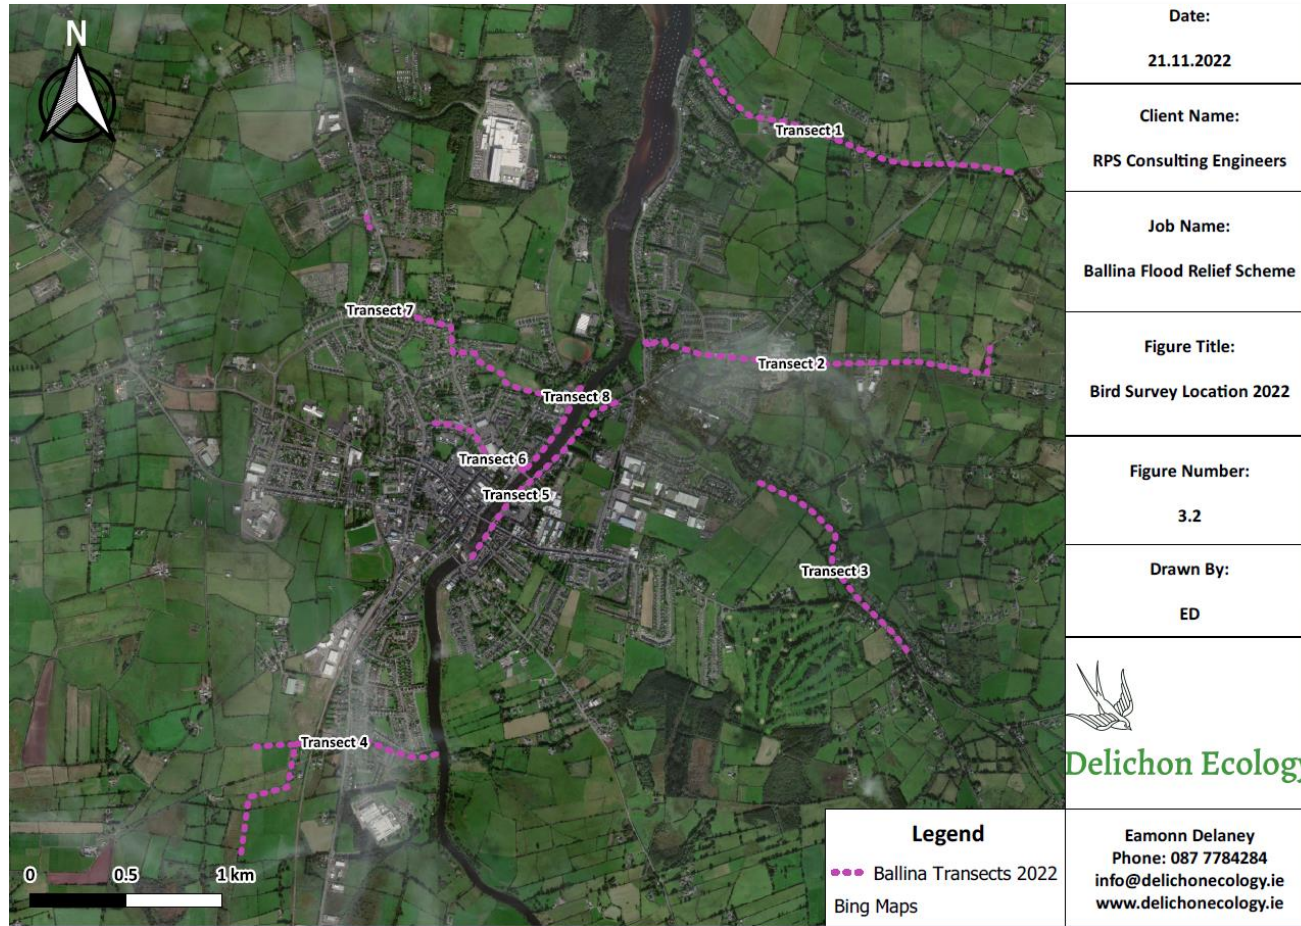 N
Transect 1
Transect 7
Transect 2
Transect 8
Transect 6
Transect 5
Transect 3
Transect 4
0 0.5 1 km
Legend
Ballina Transects 2022
Bing Maps
Date:
21.11.2022
Client Name:
RPS Consulting Engineers
Job Name:
Ballina Flood Relief Scheme
Figure Title:
Bird Survey Location 2022
Figure Number:
3.2
Drawn By:
ED
Delichon Ecology
Eamonn Delaney
Phone: 087 7784284
info@delichonecology.ie
www.delichonecology.ie